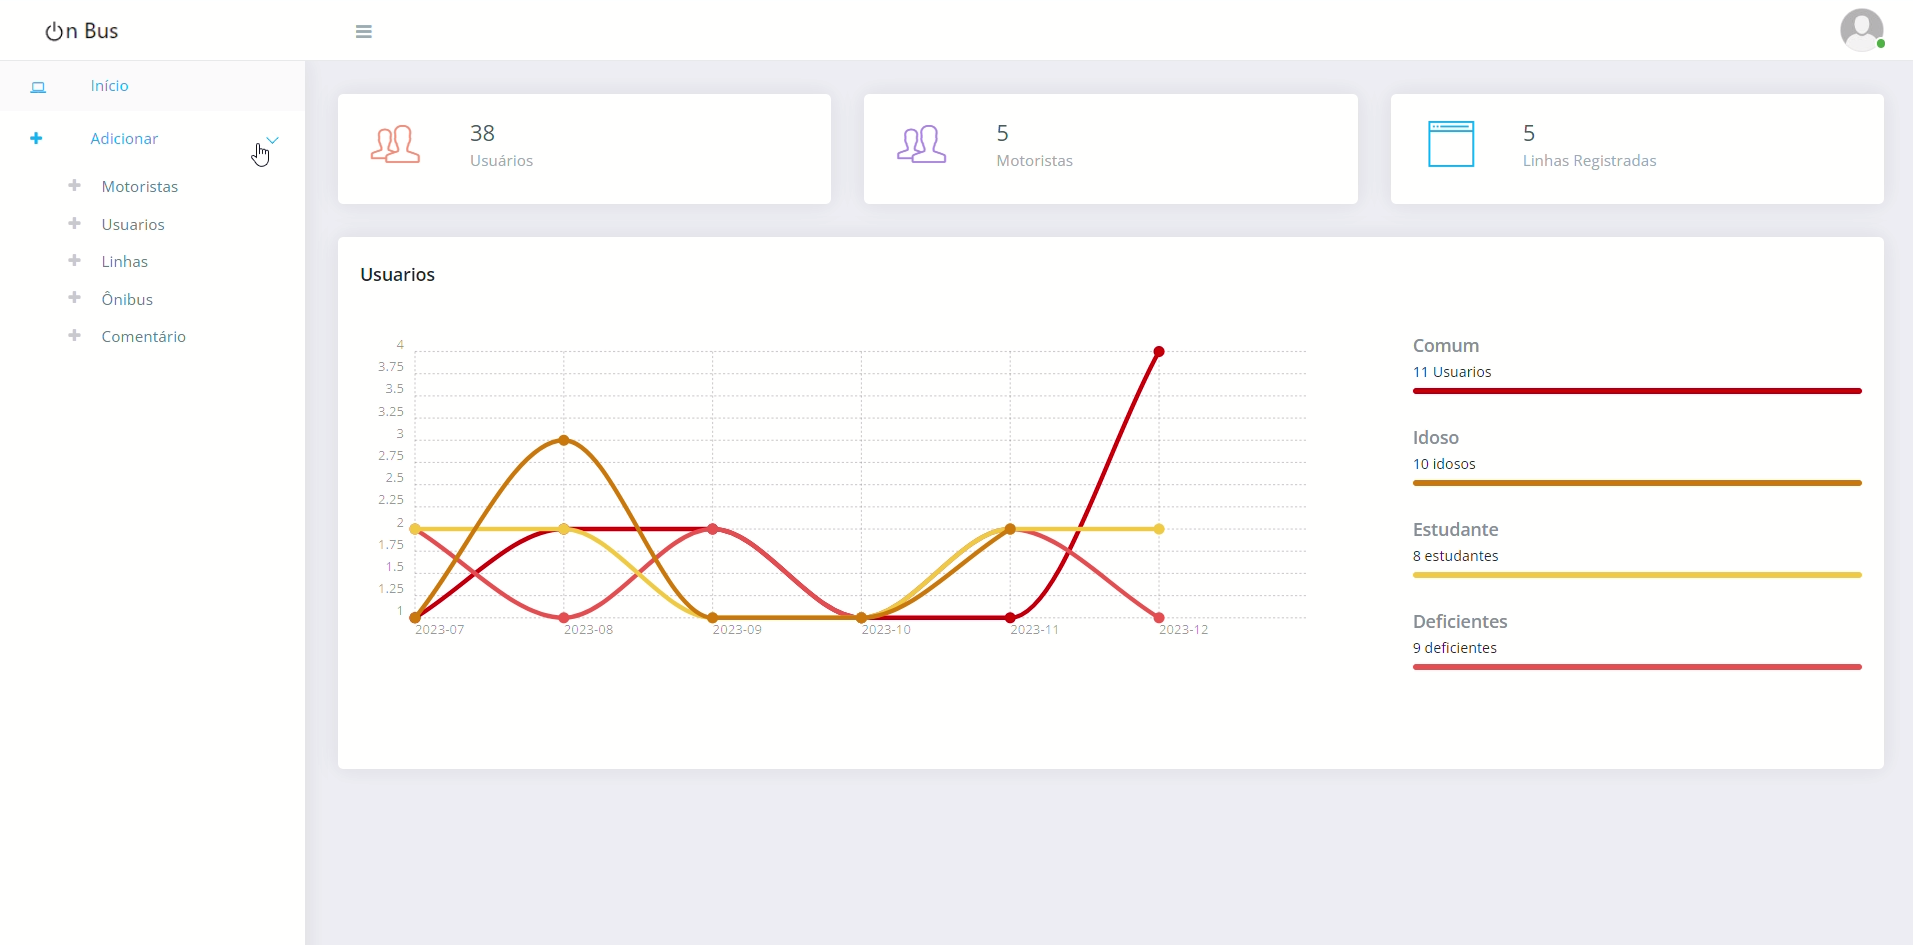 On Bus
Início
Adicionar
Motoristas
Usuarios
Linhas
Ônibus
Comentário
38
Usuários
5
Motoristas
5
Linhas Registradas
Usuarios
4
3.75
3.5
3.25
3
2.75
2.5
2.25
2
1.75
1.5
1.25
1
2023-07 2023-08 2023-09 2023-10 2023-11 2023-12
Comum
11 Usuarios
Idoso
10 idosos
Estudante
8 estudantes
Deficientes
9 deficientes